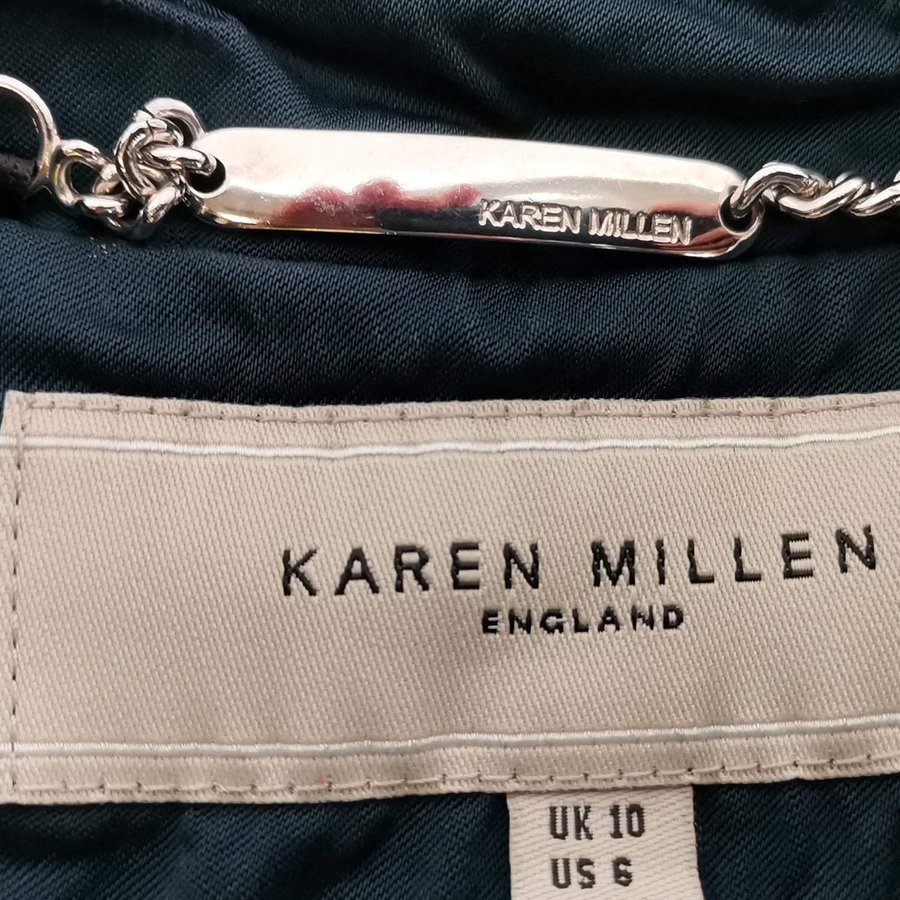 KAREN MILLEN
KAREN MILLEN
ENGLAND
UK 10
US 6